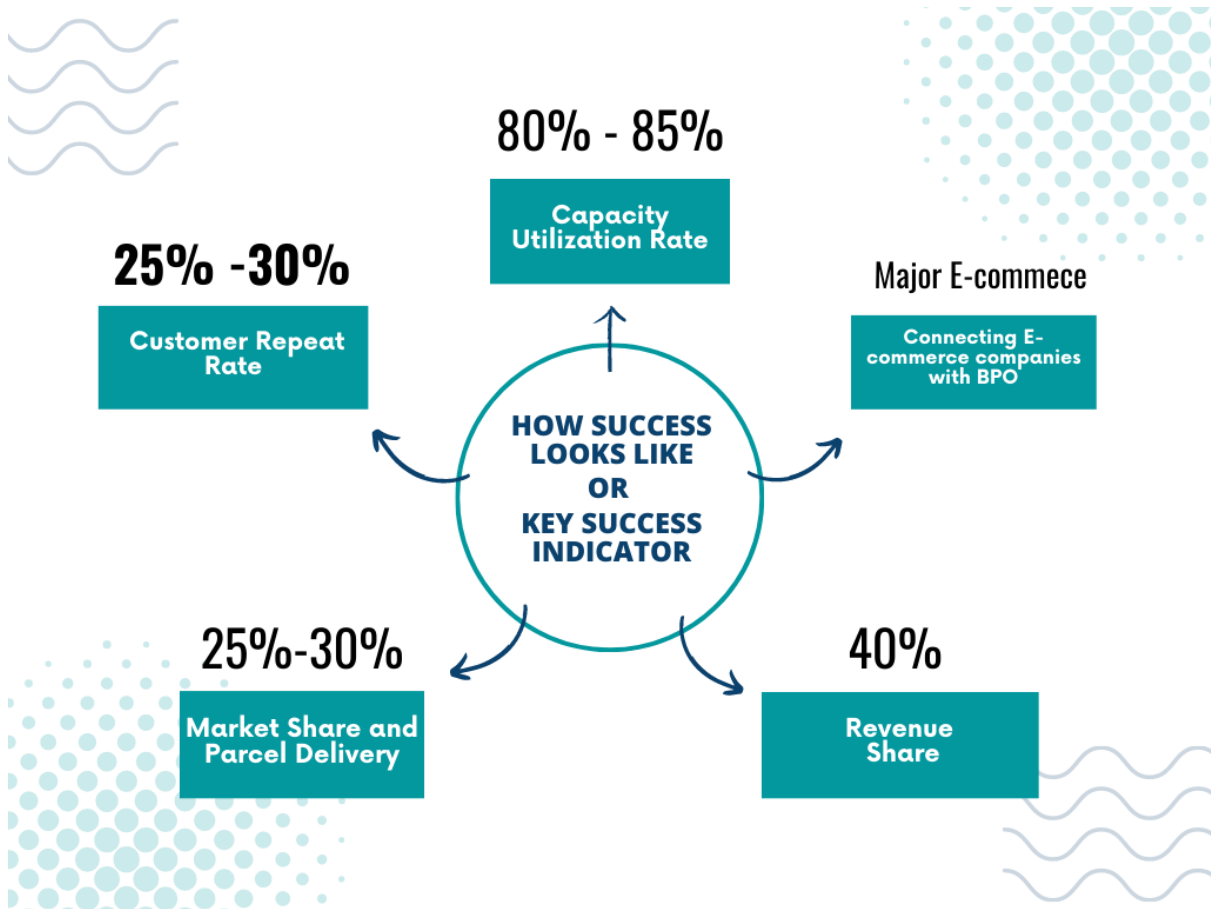 80% - 85%
Capacity
Utilization Rate
25% -30%
Customer Repeat
Rate
Major E-commece
Connecting E-
commerce companies
with BPO
HOW SUCCESS
LOOKS LIKE
OR
KEY SUCCESS
INDICATOR
25%-30%
Market Share and
Parcel Delivery
40%
Revenue
Share